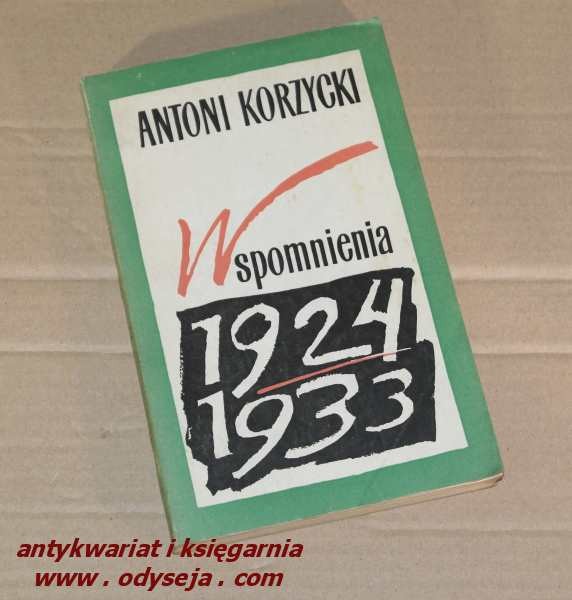 ANTONI KORZYCKI
Wspomnienia
1924
1933
antykwariat i księgarnia
www . odyseja . com